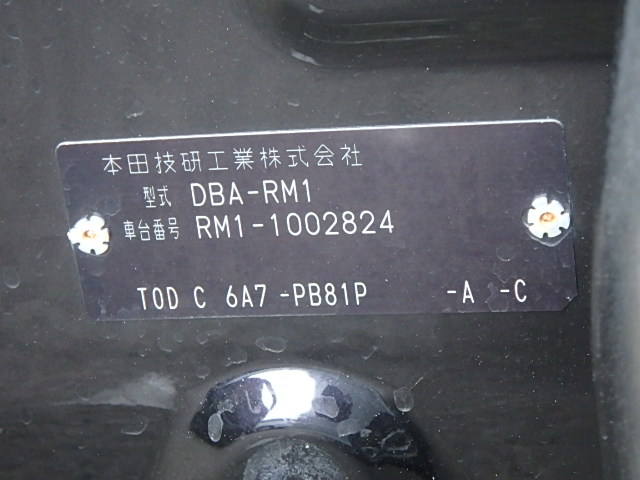 本田技研工業株式会社
型式 DBA-RM1
車台番号 RM1-1002824
TOD C 6A7 -PB81P -A -C